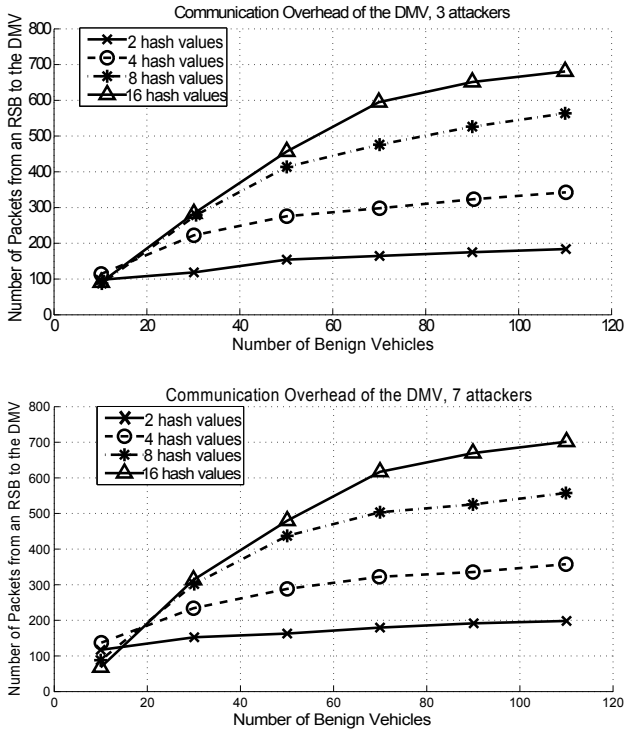 Communication Overhead of the DMV, 3 attackers
800
700
600
500
400
300
200
100
0
Number of Packets from an RSB to the DMV
2 hash values
4 hash values
8 hash values
16 hash values
0 20 40 60 80 100 120
Number of Benign Vehicles
Communication Overhead of the DMV, 7 attackers
800
700
600
500
400
300
200
100
0
Number of Packets from an RSB to the DMV
2 hash values
4 hash values
8 hash values
16 hash values
0 20 40 60 80 100 120
Number of Benign Vehicles